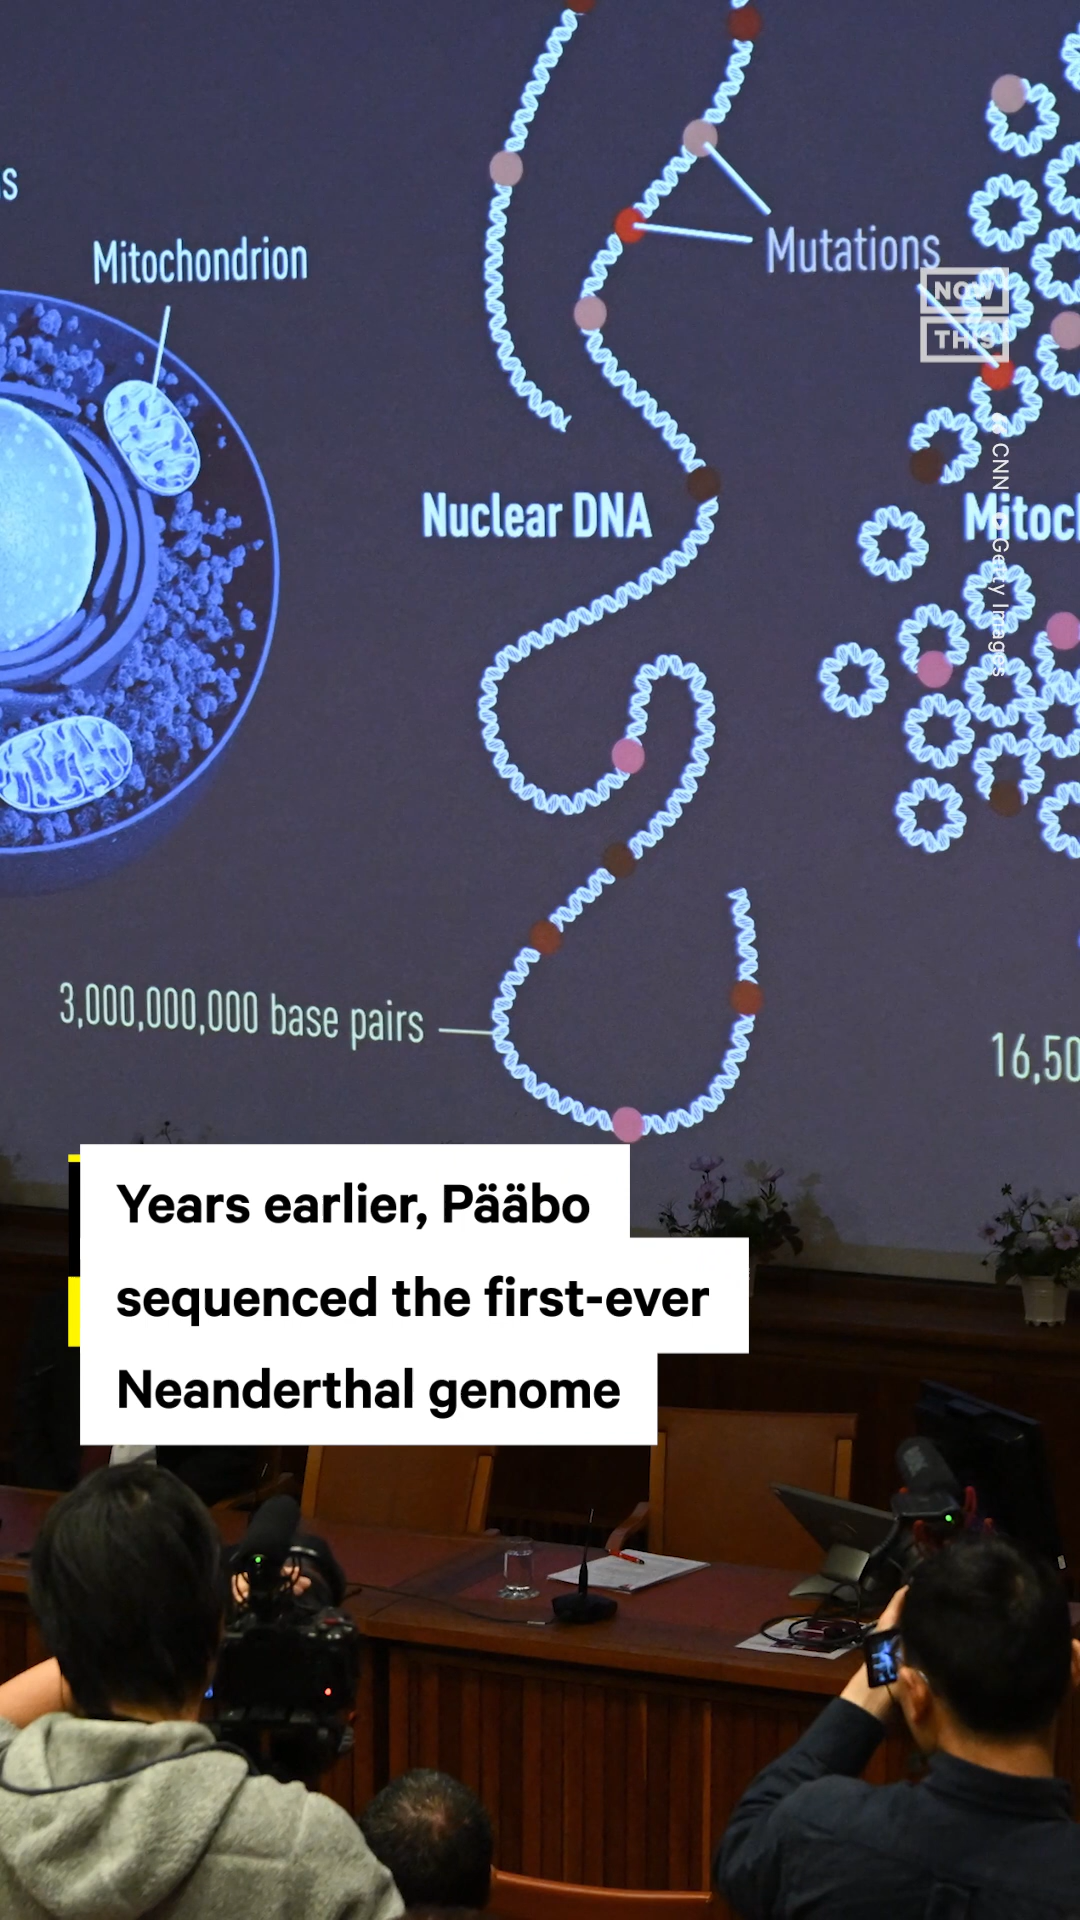 Mitochondrion
Mutations
NOW
THIS
CNN
Getty Images
Nuclear DNA
3,000,000,000 base pairs
Years earlier, Pääbo
sequenced the first-ever
Neanderthal genome